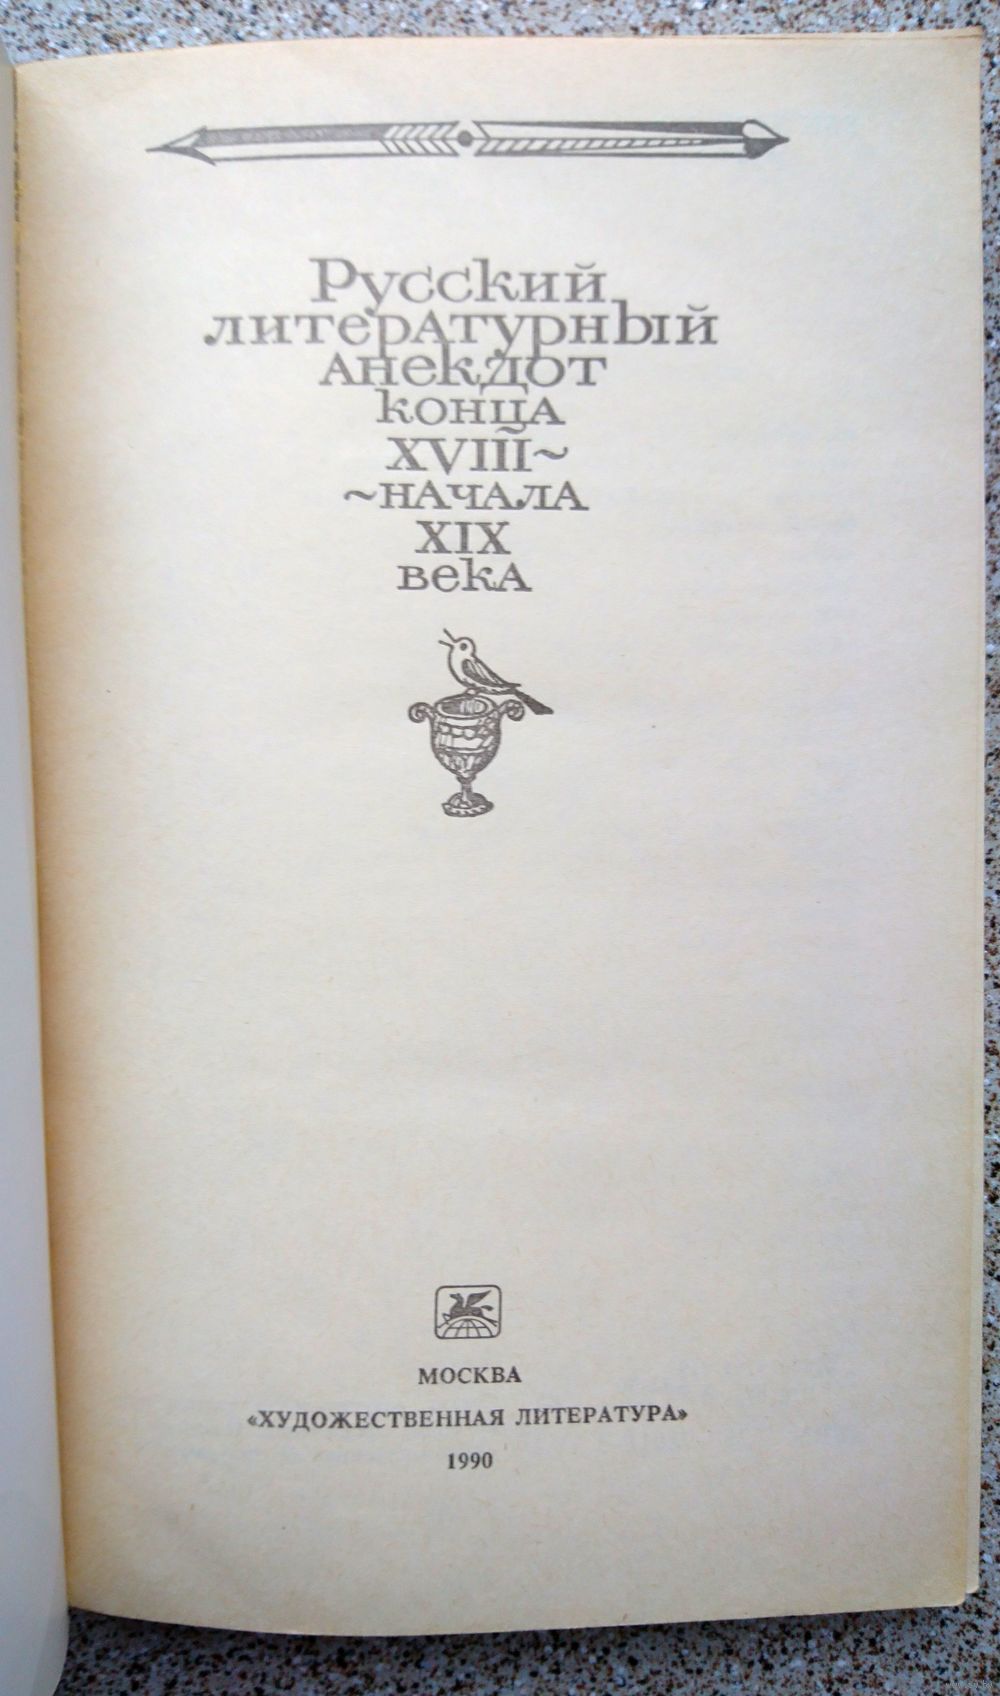 Русский
литературный
анекдот
конца
XVIII~
~начала
XIX
века
МОСКВА
«ХУДОЖЕСТВЕННАЯ ЛИТЕРАТУРА»
1990